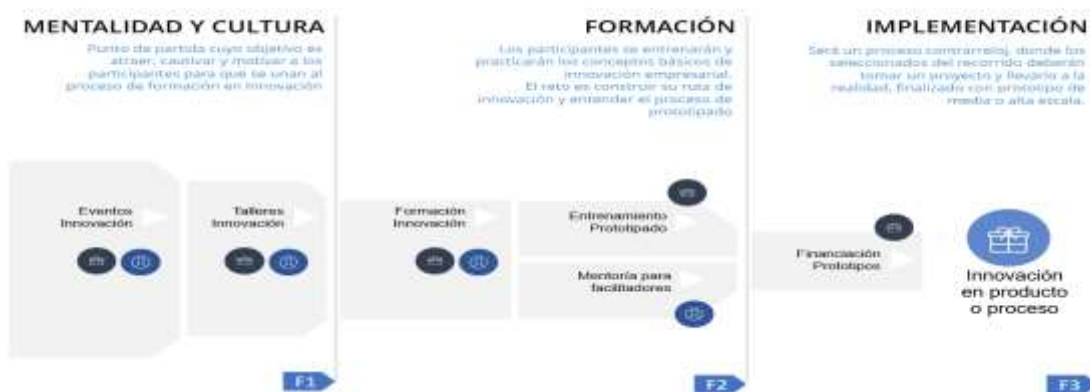 MENTALIDAD Y CULTURA
Punto de partida cuyo objetivo es
atraer, cautivar y motivar a los
participantes para que se unan al
proceso de formación en Innovación
Eventos
Innovación
Talleres
Innovación
F1
FORMACIÓN
Los participantes se entrenarán y
practicarán los conceptos básicos de
innovación empresarial.
El reto es construir su ruta de
innovación y entender el proceso de
prototipado
Formación
Innovación
Entrenamiento
Prototipado
Mentoría para
facilitadores
F2
IMPLEMENTACIÓN
Será un proceso contrarreloj, donde los
seleccionados del recorrido deberán
tomar un proyecto y llevarlo a la
realidad, finalizado con prototipo de
media o alta escala.
Financiación
Prototipos
Innovación
en producto
o proceso
F3